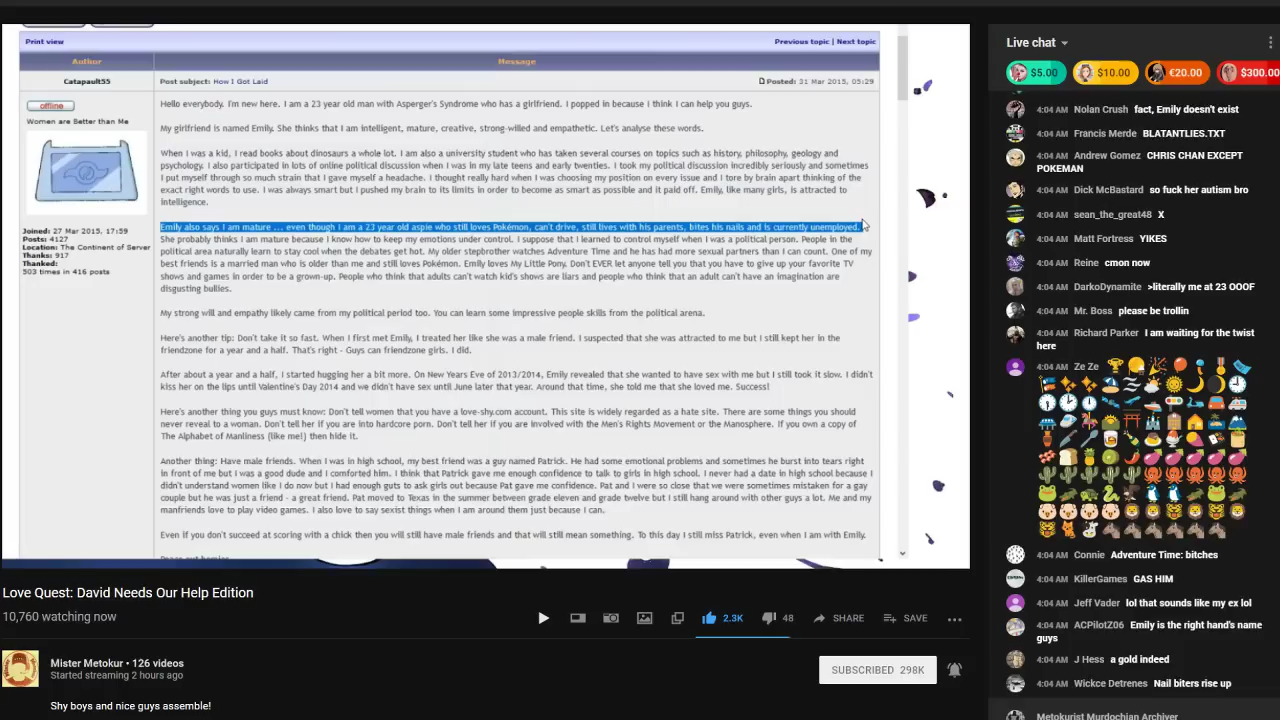 Print view
Previous topic | Next topic
Author
Message
Catapault55
Post subject: How I Got Laid
Posted: 31 Mar 2015, 05:29
offline
Women are Better than Me
Joined: 27 Mar 2015, 17:59
Posts: 4127
Location: The Continent of Server
Thanks: 917
Thanked:
503 times in 416 posts
Hello everybody. I'm new here. I am a 23 year old man with Asperger's Syndrome who has a girlfriend. I popped in because I think I can help you guys.
My girlfriend is named Emily. She thinks that I am intelligent, mature, creative, strong-willed and empathetic. Let's analyse these words.
When I was a kid, I read books about dinosaurs a whole lot. I am also a university student who has taken several courses on topics such as history, philosophy, geology and
psychology. I also participated in lots of online political discussion when I was in my late teens and early twenties. I took my political discussion incredibly seriously and sometimes
I put myself through so much strain that I gave myself a headache. I thought really hard when I was choosing my position on every issue and I tore by brain apart thinking of the
exact right words to use. I was always smart but I pushed my brain to its limits in order to become as smart as possible and it paid off. Emily, like many girls, is attracted to
intelligence.
Emily also says I am mature ... even though I am a 23 year old aspie who still loves Pokémon, can't drive, still lives with his parents, bites his nails and is currently unemployed.
She probably thinks I am mature because I know how to keep my emotions under control. I suppose that I learned to control myself when I was a political person. People in the
political area naturally learn to stay cool when the debates get hot. My older stepbrother watches Adventure Time and he has had more sexual partners than I can count. One of my
best friends is a married man who is older than me and still loves Pokémon. Emily loves My Little Pony. Don't EVER let anyone tell you that you have to give up your favorite TV
shows and games in order to be a grown-up. People who think that adults can't watch kid's shows are liars and people who think that an adult can't have an imagination are
disgusting bullies.
My strong will and empathy likely came from my political period too. You can learn some impressive people skills from the political arena.
Here's another tip: Don't take it so fast. When I first met Emily, I treated her like she was a male friend. I suspected that she was attracted to me but I still kept her in the
friendzone for a year and a half. That's right - Guys can friendzone girls. I did.
After about a year and a half, I started hugging her a bit more. On New Years Eve of 2013/2014, Emily revealed that she wanted to have sex with me but I still took it slow. I didn't
kiss her on the lips until Valentine's Day 2014 and we didn't have sex until June later that year. Around that time, she told me that she loved me. Success!
Here's another thing you guys must know: Don't tell women that you have a love-shy.com account. This site is widely regarded as a hate site. There are some things you should
never reveal to a woman. Don't tell her if you are into hardcore porn. Don't tell her if you are involved with the Men's Rights Movement or the Manosphere. If you own a copy of
The Alphabet of Manliness (like me!) then hide it.
Another thing: Have male friends. When I was in high school, my best friend was a guy named Patrick. He had some emotional problems and sometimes he burst into tears right
in front of me but I was a good dude and I comforted him. I think that Patrick gave me enough confidence to talk to girls in high school. I never had a date in high school because I
didn't understand women like I do now but I had enough guts to ask girls out because Pat gave me confidence. Pat and I were so close that we were sometimes mistaken for a gay
couple but he was just a friend - a great friend. Pat moved to Texas in the summer between grade eleven and grade twelve but I still hang around with other guys a lot. Me and my
manfriends love to play video games. I also love to say sexist things when I am around them just because I can.
Even if you don't succeed at scoring with a chick then you will still have male friends and that will still mean something. To this day I still miss Patrick, even when I am with Emily.
Love Quest: David Needs Our Help Edition
10,760 watching now
2.3K
48
SHARE
SAVE
Mister Metokur • 126 videos
Started streaming 2 hours ago
SUBSCRIBED 298K
Shy boys and nice guys assemble!
Live chat
$5.00
$10.00
€20.00
$300.00
4:04 AM Nolan Crush fact, Emily doesn't exist
4:04 AM Francis Merde BLATANTLIES.TXT
4:04 AM Andrew Gomez CHRIS CHAN EXCEPT
POKEMAN
4:04 AM Dick McBastard so fuck her autism bro
4:04 AM sean_the_great48 X
4:04 AM Matt Fortress YIKES
4:04 AM Reine cmon now
4:04 AM DarkoDynamite >literally me at 23 OOOF
4:04 AM Mr. Boss please be trollin
4:04 AM Richard Parker I am waiting for the twist
here
4:04 AM Ze Ze
4:04 AM Connie Adventure Time: bitches
4:04 AM KillerGames GAS HIM
4:04 AM Jeff Vader lol that sounds like my ex lol
4:04 AM ACPilotZ06 Emily is the right hand's name
guys
4:04 AM J Hess a gold indeed
4:04 AM Wickce Detrenes Nail biters rise up
Metokurist Murdochian Archiver